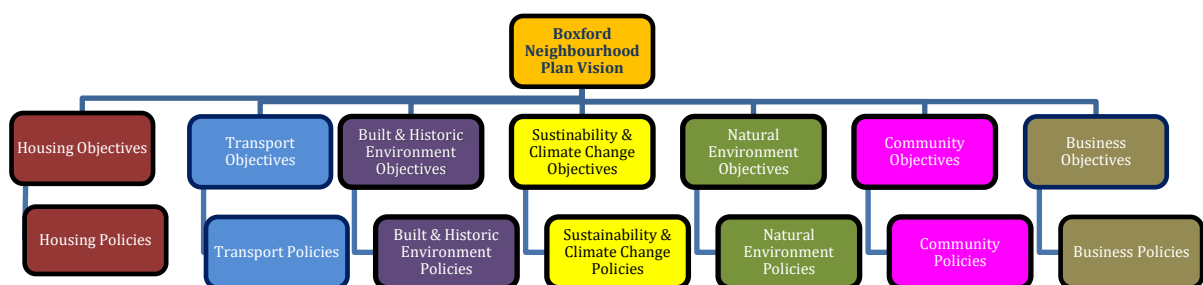 Boxford
Neighbourhood
Plan Vision
Housing Objectives
Transport
Objectives
Built & Historic
Environment
Objectives
Sustinability &
Climate Change
Objectives
Natural
Environment
Objectives
Community
Objectives
Business
Objectives
Housing Policies
Transport Policies
Built & Historic
Environment
Policies
Sustainability &
Climate Change
Policies
Natural
Environment
Policies
Community
Policies
Business Policies